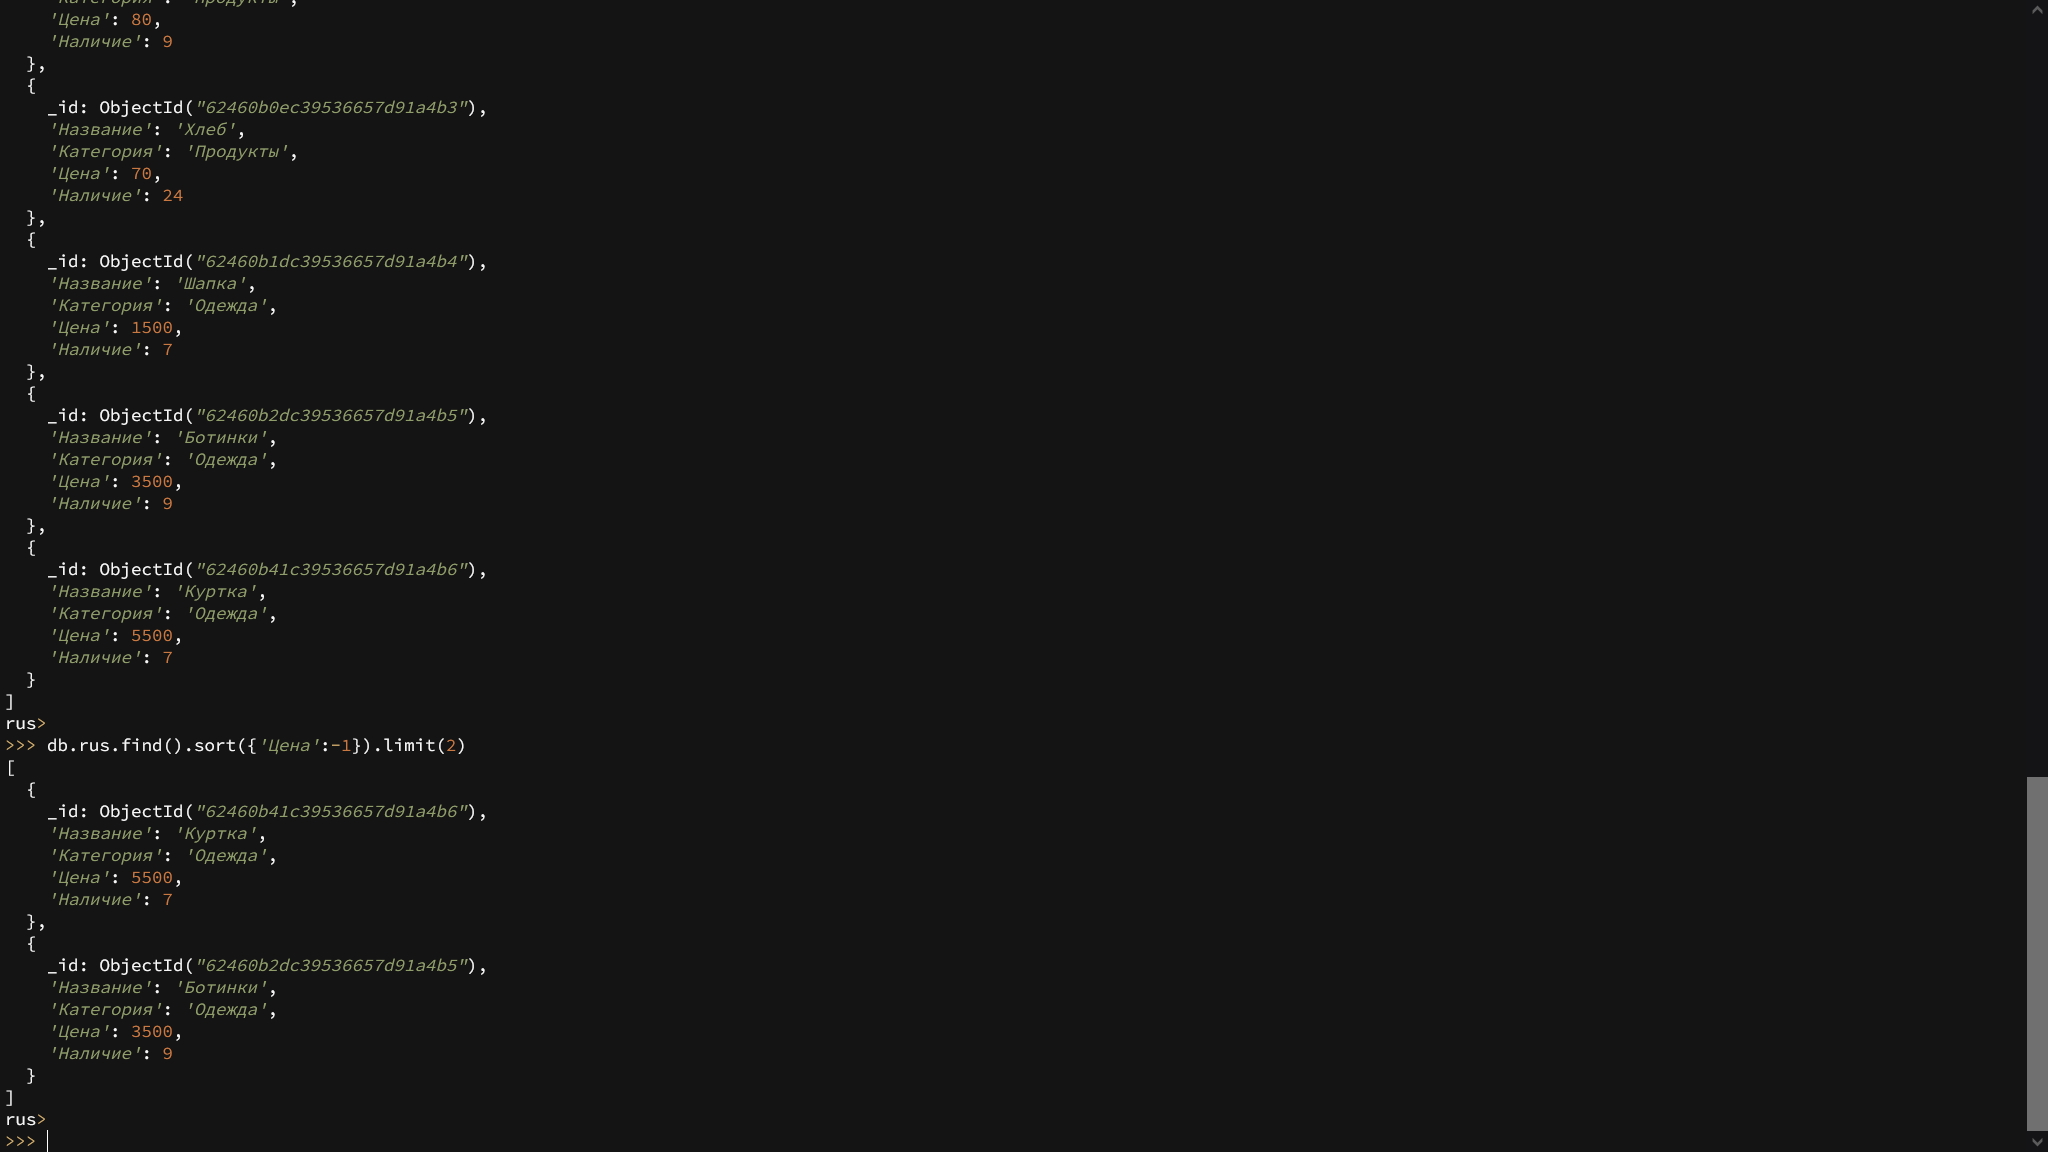 'Категория': 'Продукты',
'Цена': 80,
'Наличие': 9
},
{
_id: ObjectId("62460b0ec39536657d91a4b3"),
'Название': 'Хлеб',
'Категория': 'Продукты',
'Цена': 70,
'Наличие': 24
},
{
_id: ObjectId("62460b1dc39536657d91a4b4"),
'Название': 'Шапка',
'Категория': 'Одежда',
'Цена': 1500,
'Наличие': 7
},
{
_id: ObjectId("62460b2dc39536657d91a4b5"),
'Название': 'Ботинки',
'Категория': 'Одежда',
'Цена': 3500,
'Наличие': 9
},
{
_id: ObjectId("62460b41c39536657d91a4b6"),
'Название': 'Куртка',
'Категория': 'Одежда',
'Цена': 5500,
'Наличие': 7
}
]
rus>
>>> db.rus.find().sort({'Цена':-1}).limit(2)
[
{
_id: ObjectId("62460b41c39536657d91a4b6"),
'Название': 'Куртка',
'Категория': 'Одежда',
'Цена': 5500,
'Наличие': 7
},
{
_id: ObjectId("62460b2dc39536657d91a4b5"),
'Название': 'Ботинки',
'Категория': 'Одежда',
'Цена': 3500,
'Наличие': 9
}
]
rus>
>>>